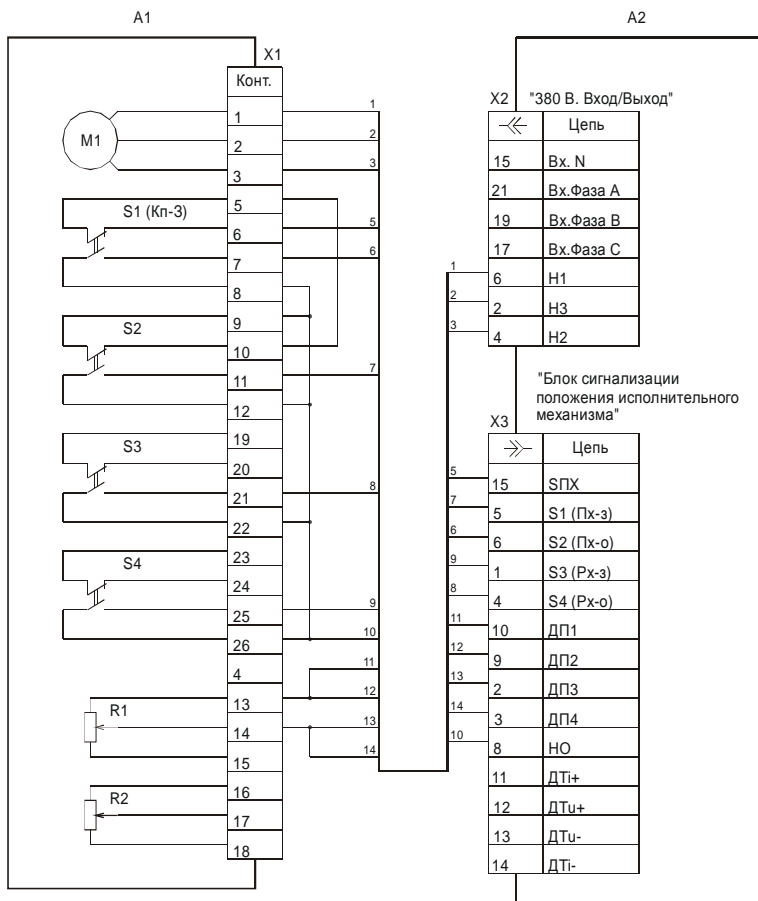 A1
A2
X1
Конт.
1
2
3
5
6
7
8
9
10
11
12
19
20
21
22
23
24
25
26
4
13
14
15
16
17
18
M1
S1 (Кп-3)
S2
S3
S4
R1
R2
1
2
3
5
6
7
8
9
10
11
12
13
14
X2 "380 В. Вход/Выход"
Цепь
15 Вх. N
21 Вх.Фаза A
19 Вх.Фаза B
17 Вх.Фаза C
1 6 H1
2 2 H3
3 4 H2
"Блок сигнализации
положения исполнительного
механизма"
X3
Цепь
5 15 SПХ
7 5 S1 (Пх-з)
6 6 S2 (Пх-о)
9 1 S3 (Рх-з)
8 4 S4 (Рх-о)
11 10 ДП1
12 9 ДП2
13 2 ДП3
14 3 ДП4
10 8 НО
11 ДТi+
12 ДТu+
13 ДТu-
14 ДТi-